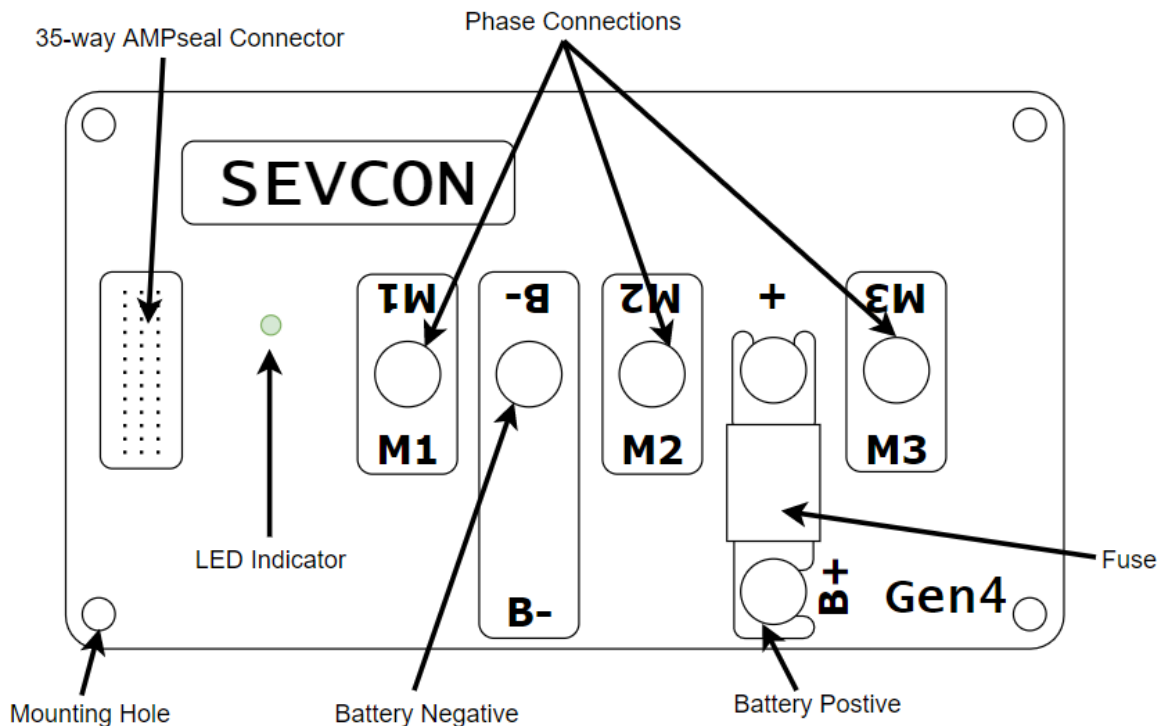 Phase Connections
35-way AMPseal Connector
SEVCON
M1
B-
M2
+
M3
M1
M2
M3
LED Indicator
Fuse
B+
Gen4
B-
Mounting Hole
Battery Negative
Battery Postive